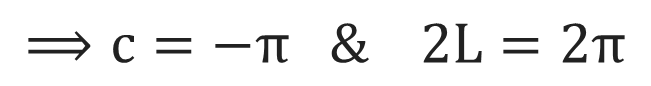 ⟹ c = −π & 2L = 2π